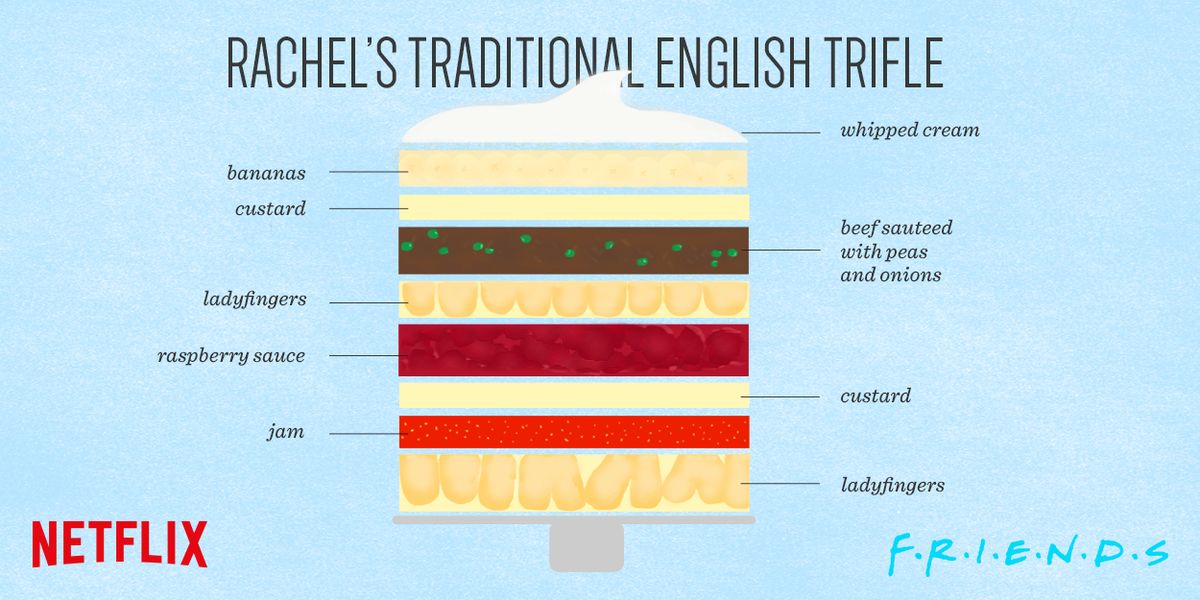 RACHEL'S TRADITIONAL ENGLISH TRIFLE
whipped cream
bananas
custard
beef sauteed
with peas
and onions
ladyfingers
raspberry sauce
custard
jam
ladyfingers
NETFLIX
F·R·I·E·N·D·S